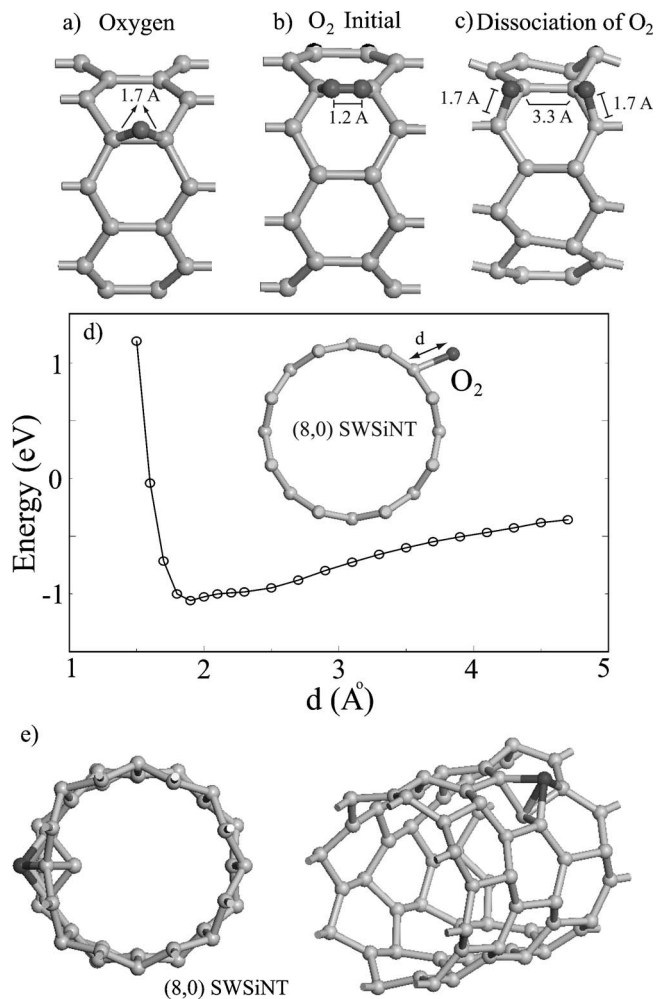 a) Oxygen
b) O₂ Initial
c) Dissociation of O₂
1.7 A
1.2 A
1.7 A
3.3 A
1.7 A
d)
d
O₂
(8,0) SWSiNT
Energy (eV)
1
0
-1
1 2 3 4 5
d (Å)
e)
(8,0) SWSiNT